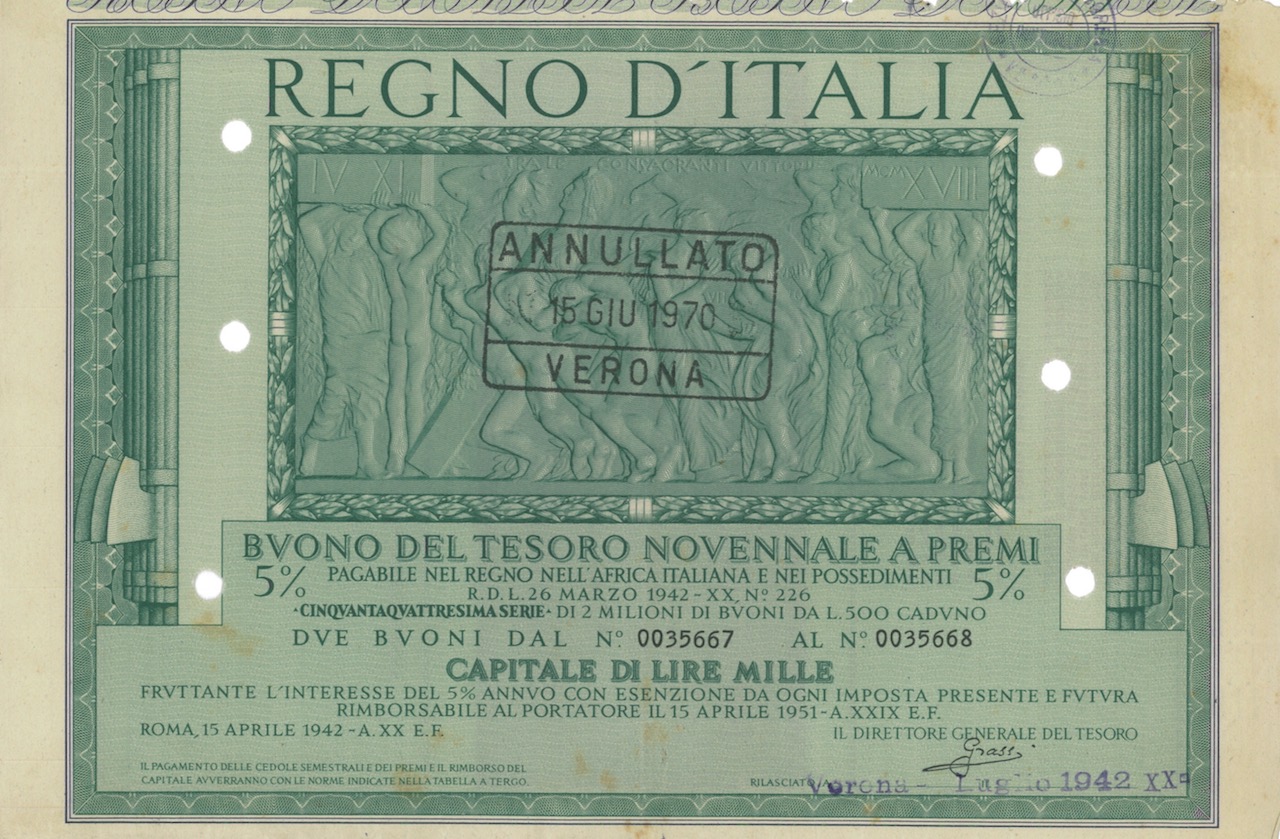 REGNO D'ITALIA
IV XI
CONSACRARTI
MCMXVIII
ANNULLATO
15 GIU 1970
VERONA
BVONO DEL TESORO NOVENNALE A PREMI
5% PAGABILE NEL REGNO NELL'AFRICA ITALIANA E NEI POSSEDIMENTI 5%
R.D.L. 26 MARZO 1942-XX, N° 226
·CINQVANTAQVATTRESIMA SERIE· DI 2 MILIONI DI BVONI DA L. 500 CADVNO
DVE BVONI DAL N° 0035667 AL N° 0035668
CAPITALE DI LIRE MILLE
FRVTTANTE L'INTERESSE DEL 5% ANNVO CON ESENZIONE DA OGNI IMPOSTA PRESENTE E FVTVRA
RIMBORSABILE AL PORTATORE IL 15 APRILE 1951-A.XXIX E.F.
ROMA, 15 APRILE 1942-A.XX E.F.
IL DIRETTORE GENERALE DEL TESORO
Grassi
IL PAGAMENTO DELLE CEDOLE SEMESTRALI E DEI PREMI E IL RIMBORSO DEL
CAPITALE AVVERRANNO CON LE NORME INDICATE NELLA TABELLA A TERGO.
RILASCIATO A Verona - Luglio 1942 XX°